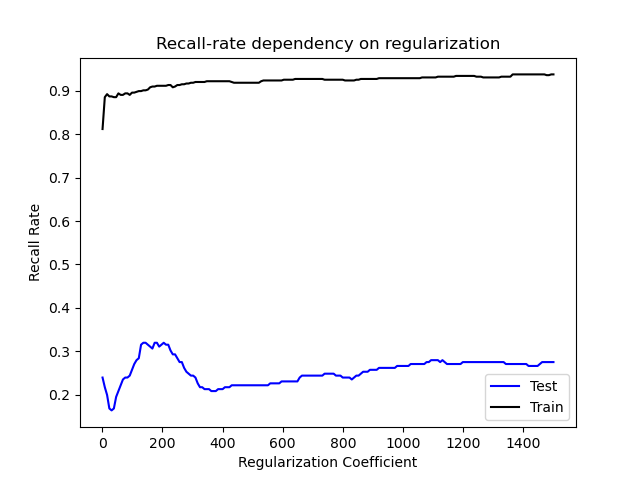 Recall-rate dependency on regularization
Recall Rate
0.9
0.8
0.7
0.6
0.5
0.4
0.3
0.2
0 200 400 600 800 1000 1200 1400
Regularization Coefficient
Test
Train